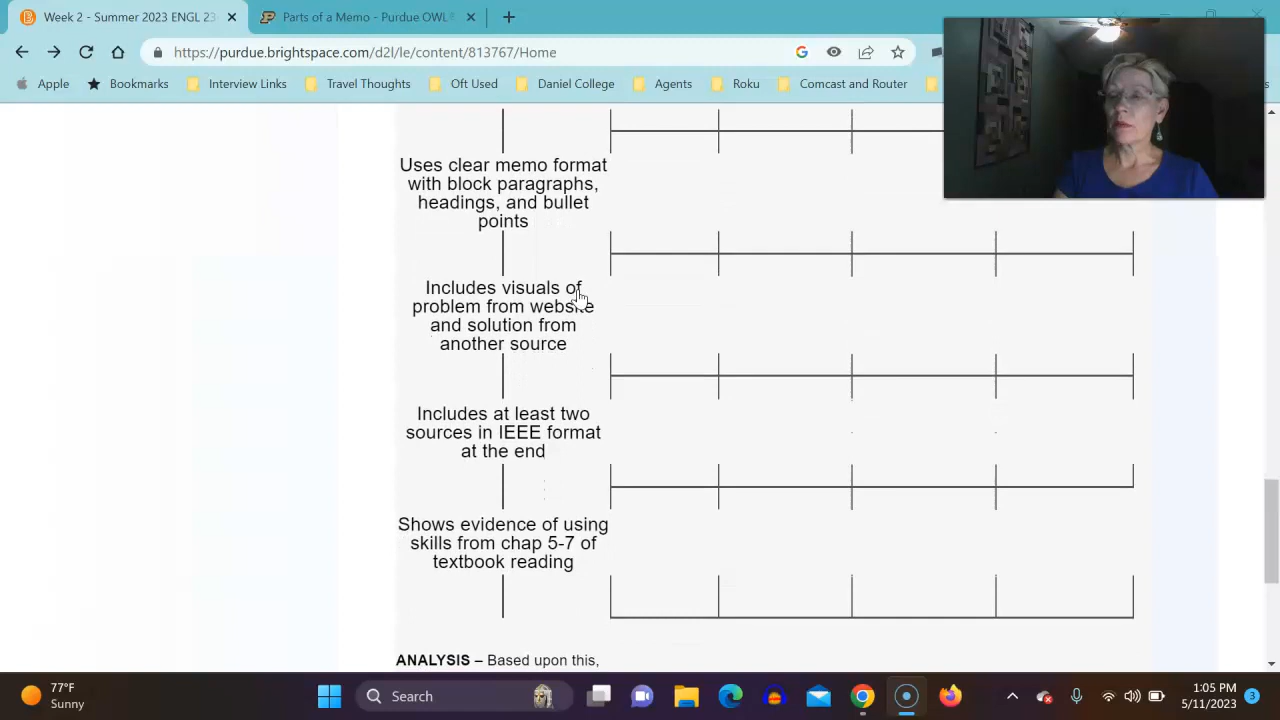 Week 2 - Summer 2023 ENGL 23
Parts of a Memo - Purdue OWL®
https://purdue.brightspace.com/d2l/le/content/813767/Home
Apple
Bookmarks
Interview Links
Travel Thoughts
Oft Used
Daniel College
Agents
Roku
Comcast and Router
Uses clear memo format
with block paragraphs,
headings, and bullet
points
Includes visuals of
problem from website
and solution from
another source
Includes at least two
sources in IEEE format
at the end
Shows evidence of using
skills from chap 5-7 of
textbook reading
ANALYSIS – Based upon this,
77°F
Sunny
Search
1:05 PM
5/11/2023
3